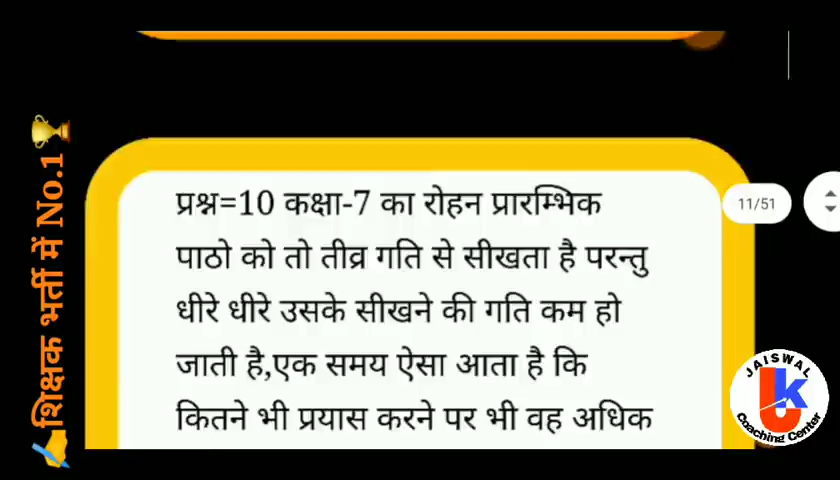 ✍️शिक्षक भर्ती में No.1🏆
प्रश्न=10 कक्षा-7 का रोहन प्रारम्भिक
पाठो को तो तीव्र गति से सीखता है परन्तु
धीरे धीरे उसके सीखने की गति कम हो
जाती है,एक समय ऐसा आता है कि
कितने भी प्रयास करने पर भी वह अधिक
11/51
JAISWAL
JK
Coaching Center